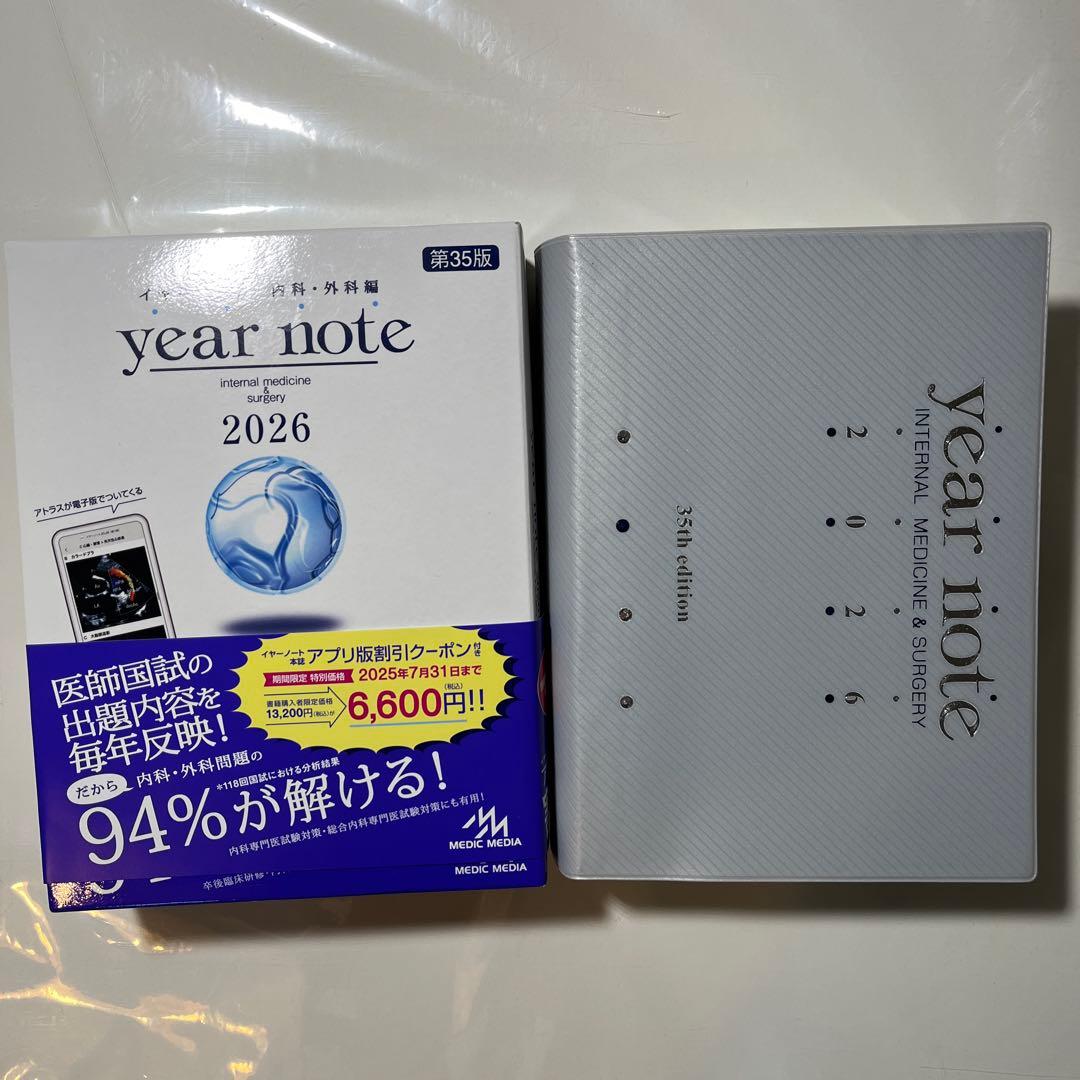 第35版
内科・外科編
year note
internal medicine
&
surgery
2026
アトラスが電子版でついてくる
カラードプラ
イヤーノート
本誌
アプリ版割引クーポン付き
期間限定 特別価格 2025年7月31日まで
書籍購入者限定価格
13,200円(税込)が
6,600円!!
(税込)
医師国試の
出題内容を
毎年反映!
だから
内科・外科問題の
*118回国試における分析結果
94%が解ける!
内科専門医試験対策・総合内科専門医試験対策にも有用!
MEDIC MEDIA
卒後臨床研修
MEDIC MEDIA
year note
INTERNAL MEDICINE & SURGERY
2026
35th edition